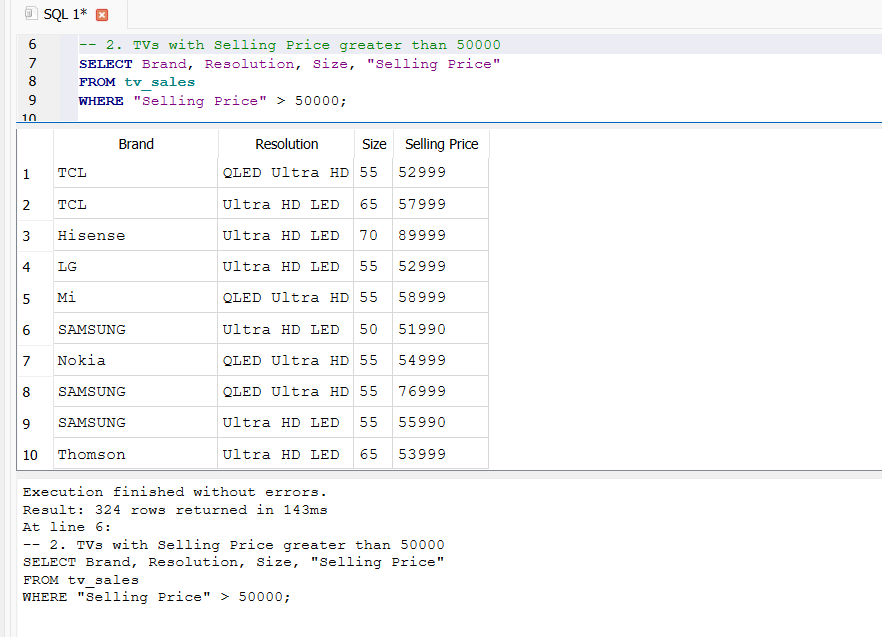 SQL 1*
6 -- 2. TVs with Selling Price greater than 50000
7 SELECT Brand, Resolution, Size, "Selling Price"
8 FROM tv_sales
9 WHERE "Selling Price" > 50000;
10
Brand Resolution Size Selling Price
1 TCL QLED Ultra HD 55 52999
2 TCL Ultra HD LED 65 57999
3 Hisense Ultra HD LED 70 89999
4 LG Ultra HD LED 55 52999
5 Mi QLED Ultra HD 55 58999
6 SAMSUNG Ultra HD LED 50 51990
7 Nokia QLED Ultra HD 55 54999
8 SAMSUNG QLED Ultra HD 55 76999
9 SAMSUNG Ultra HD LED 55 55990
10 Thomson Ultra HD LED 65 53999
Execution finished without errors.
Result: 324 rows returned in 143ms
At line 6:
-- 2. TVs with Selling Price greater than 50000
SELECT Brand, Resolution, Size, "Selling Price"
FROM tv_sales
WHERE "Selling Price" > 50000;